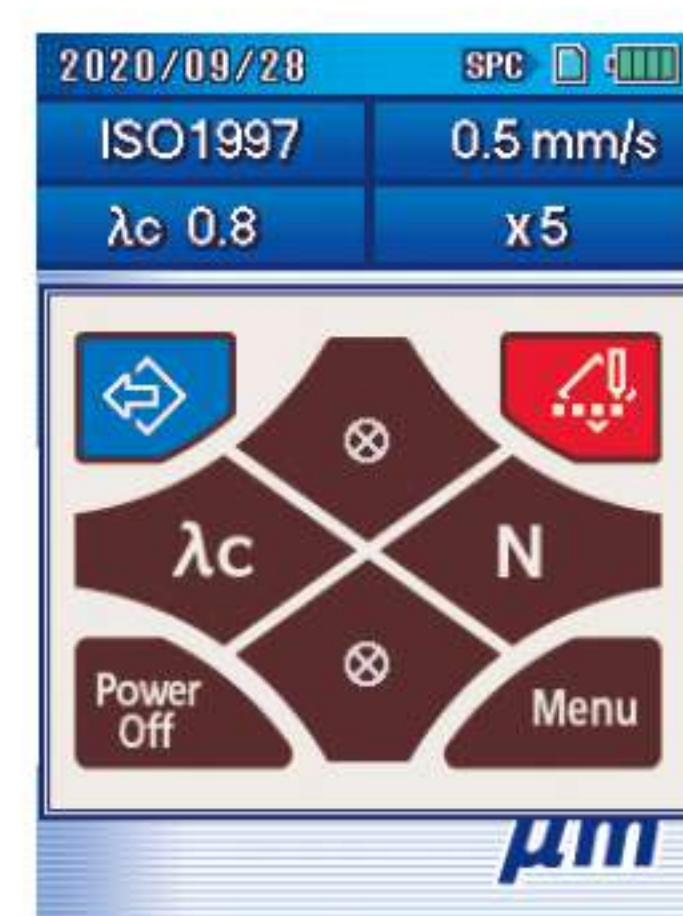 2020/09/28 SPC
ISO1997 0.5 mm/s
λc 0.8 x5
λc N
Power
Off
Menu
μm